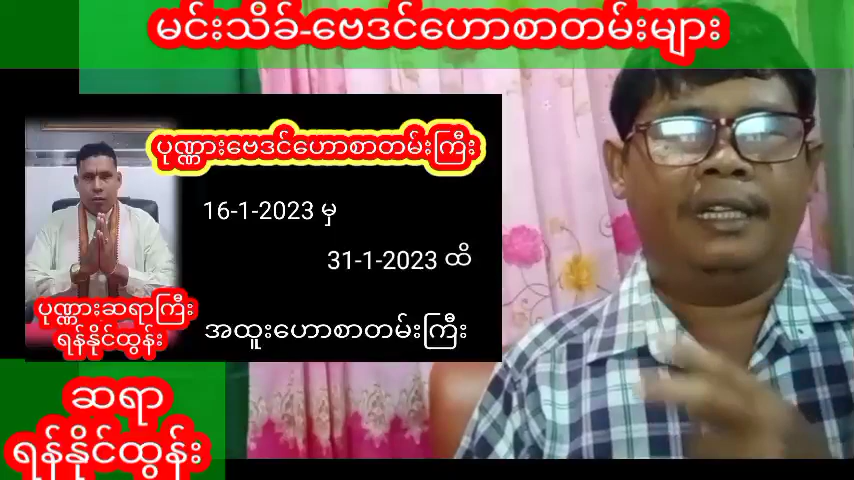 မင်းသိခ်-ဗေဒင်ဟောစာတမ်းများ
ပုဏ္ဏားဗေဒင်ဟောစာတမ်းကြီး
16-1-2023 မှ
31-1-2023 ထိ
အထူးဟောစာတမ်းကြီး
ပုဏ္ဏားဆရာကြီး
ရန်နိုင်ထွန်း
ဆရာ
ရန်နိုင်ထွန်း